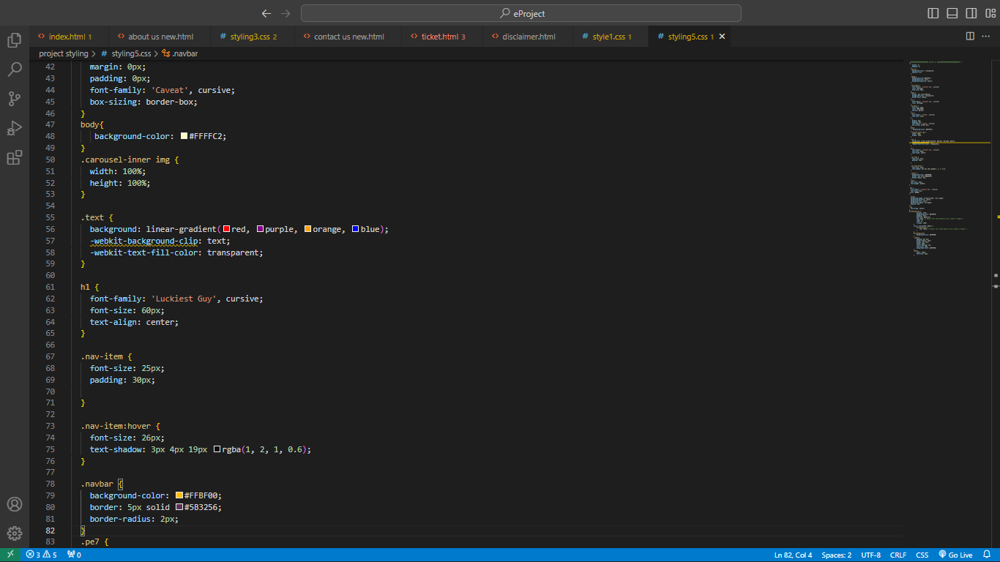 eProject
index.html 1
about us new.html
styling3.css 2
contact us new.html
ticket.html 3
disclaimer.html
style1.css 1
styling5.css 1
project styling > # styling5.css > .navbar
42 margin: 0px;
43 padding: 0px;
44 font-family: 'Caveat', cursive;
45 box-sizing: border-box;
46 }
47 body{
48 background-color: #FFFFC2;
49 }
50 .carousel-inner img {
51 width: 100%;
52 height: 100%;
53 }
54
55 .text {
56 background: linear-gradient(red, purple, orange, blue);
57 -webkit-background-clip: text;
58 -webkit-text-fill-color: transparent;
59 }
60
61 h1 {
62 font-family: 'Luckiest Guy', cursive;
63 font-size: 60px;
64 text-align: center;
65 }
66
67 .nav-item {
68 font-size: 25px;
69 padding: 30px;
70
71 }
72
73 .nav-item:hover {
74 font-size: 26px;
75 text-shadow: 3px 4px 19px rgba(1, 2, 1, 0.6);
76 }
77
78 .navbar {
79 background-color: #FFBF00;
80 border: 5px solid #5B3256;
81 border-radius: 2px;
82 }
83 .pe7 {
3 5 0 Ln 82, Col 4 Spaces: 2 UTF-8 CRLF CSS Go Live